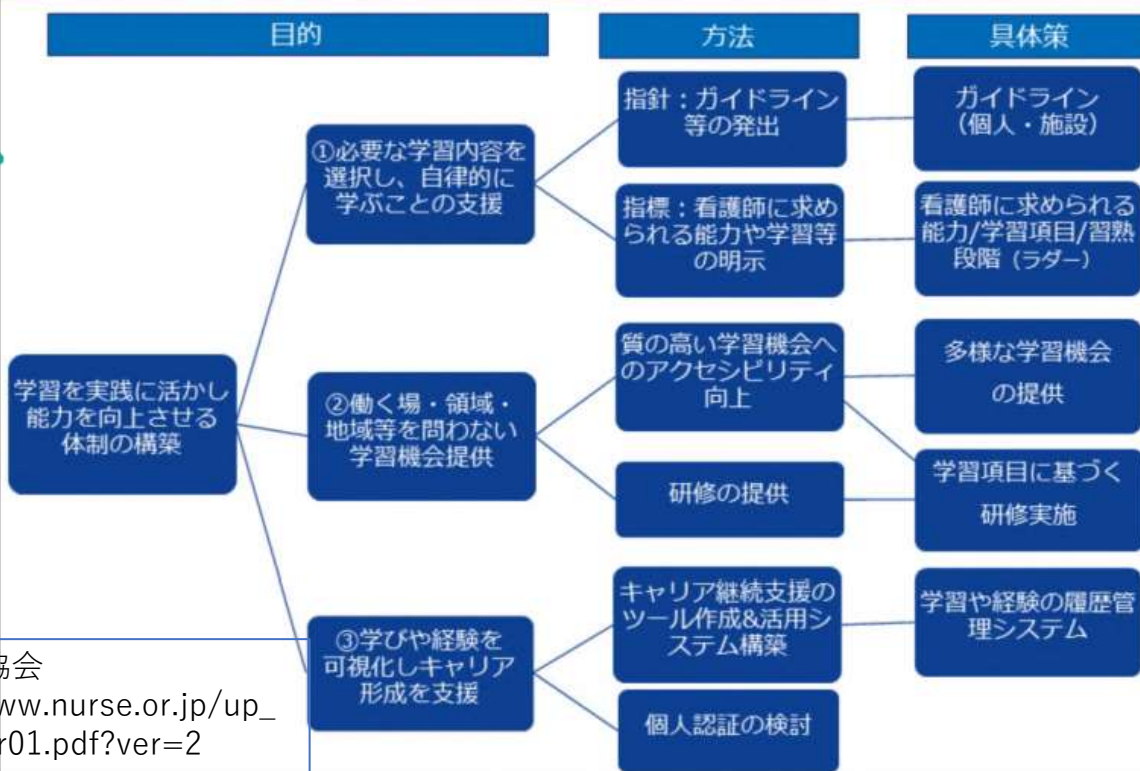 目的
方法
具体策
学習を実践に活かし
能力を向上させる
体制の構築
①必要な学習内容を
選択し、自律的に
学ぶことの支援
指針：ガイドライン
等の発出
ガイドライン
（個人・施設）
指標：看護師に求め
られる能力や学習等
の明示
看護師に求められる
能力/学習項目/習熟
段階（ラダー）
②働く場・領域・
地域等を問わない
学習機会提供
質の高い学習機会へ
のアクセシビリティ
向上
多様な学習機会
の提供
研修の提供
学習項目に基づく
研修実施
③学びや経験を
可視化しキャリア
形成を支援
キャリア継続支援の
ツール作成&活用シ
ステム構築
学習や経験の履歴管
理システム
個人認証の検討
協会
ww.nurse.or.jp/up_
r01.pdf?ver=2